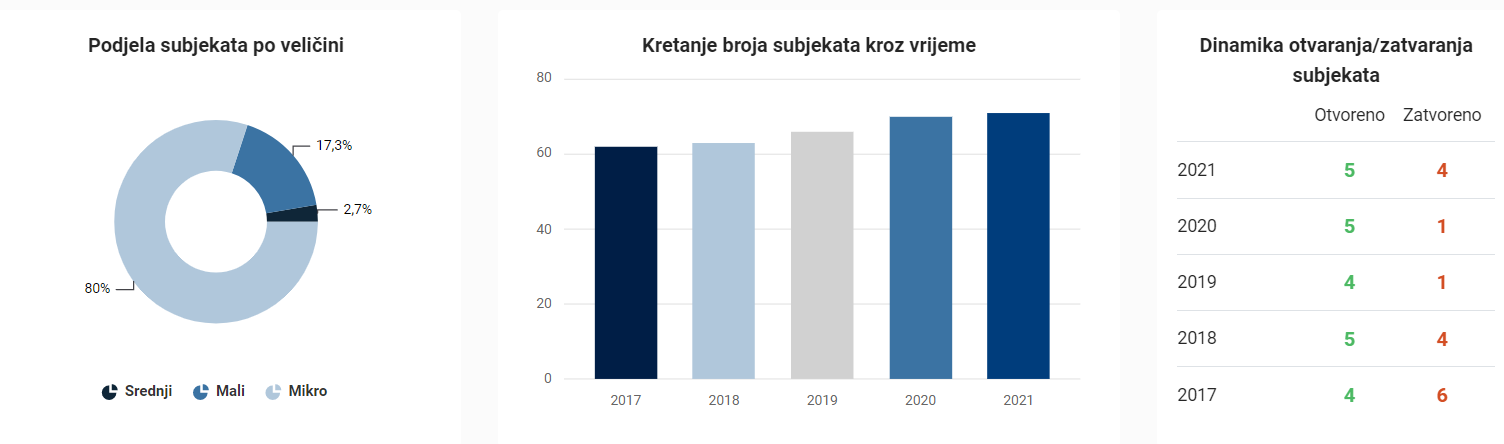 Podjela subjekata po veličini
17,3%
2,7%
80%
Srednji Mali Mikro
Kretanje broja subjekata kroz vrijeme
80
60
40
20
0
2017 2018 2019 2020 2021
Dinamika otvaranja/zatvaranja
subjekata
Otvoreno Zatvoreno
2021 5 4
2020 5 1
2019 4 1
2018 5 4
2017 4 6